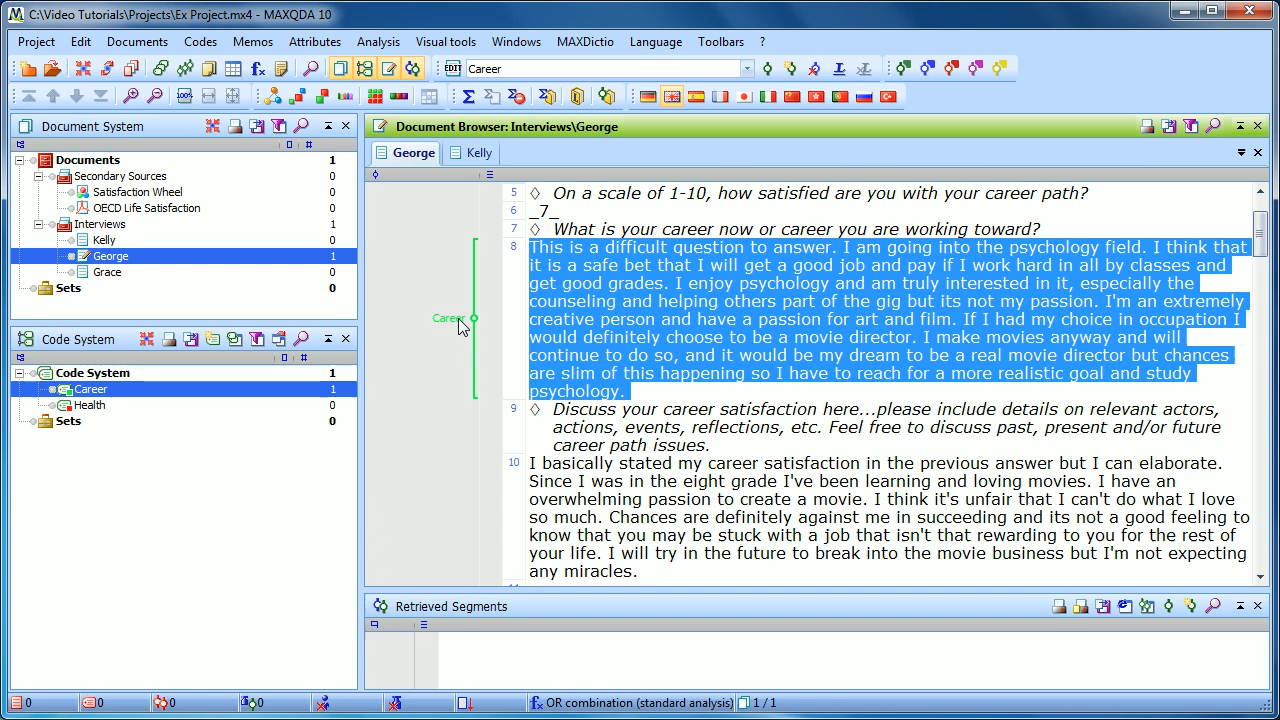 C:\Video Tutorials\Projects\Ex Project.mx4 - MAXQDA 10
Project Edit Documents Codes Memos Attributes Analysis Visual tools Windows MAXDictio Language Toolbars ?
EDIT Career
100%
Document System
Documents 1
Secondary Sources 0
Satisfaction Wheel 0
OECD Life Satisfaction 0
Interviews 1
Kelly 0
George 1
Grace 0
Sets 0
Code System
Code System 1
Career 1
Health 0
Sets 0
Document Browser: Interviews\George
George Kelly
5 ◊ On a scale of 1-10, how satisfied are you with your career path?
6 _7_
7 ◊ What is your career now or career you are working toward?
8 This is a difficult question to answer. I am going into the psychology field. I think that
it is a safe bet that I will get a good job and pay if I work hard in all by classes and
get good grades. I enjoy psychology and am truly interested in it, especially the
counseling and helping others part of the gig but its not my passion. I'm an extremely
Career
creative person and have a passion for art and film. If I had my choice in occupation I
would definitely choose to be a movie director. I make movies anyway and will
continue to do so, and it would be my dream to be a real movie director but chances
are slim of this happening so I have to reach for a more realistic goal and study
psychology.
9 ◊ Discuss your career satisfaction here...please include details on relevant actors,
actions, events, reflections, etc. Feel free to discuss past, present and/or future
career path issues.
10 I basically stated my career satisfaction in the previous answer but I can elaborate.
Since I was in the eight grade I've been learning and loving movies. I have an
overwhelming passion to create a movie. I think it's unfair that I can't do what I love
so much. Chances are definitely against me in succeeding and its not a good feeling to
know that you may be stuck with a job that isn't that rewarding to you for the rest of
your life. I will try in the future to break into the movie business but I'm not expecting
any miracles.
Retrieved Segments
0 0 0 0 OR combination (standard analysis) 1 / 1